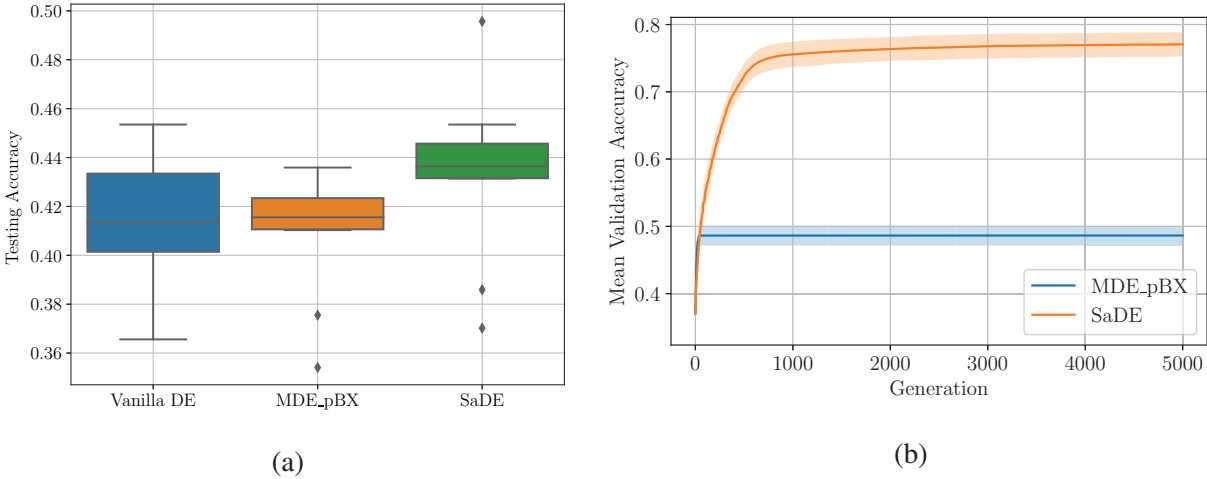 0.50
0.48
0.46
0.44
0.42
0.40
0.38
0.36
Testing Accuracy
Vanilla DE MDE_pBX SaDE
(a)
0.8
0.7
0.6
0.5
0.4
Mean Validation Aaccuracy
MDE_pBX
SaDE
0 1000 2000 3000 4000 5000
Generation
(b)